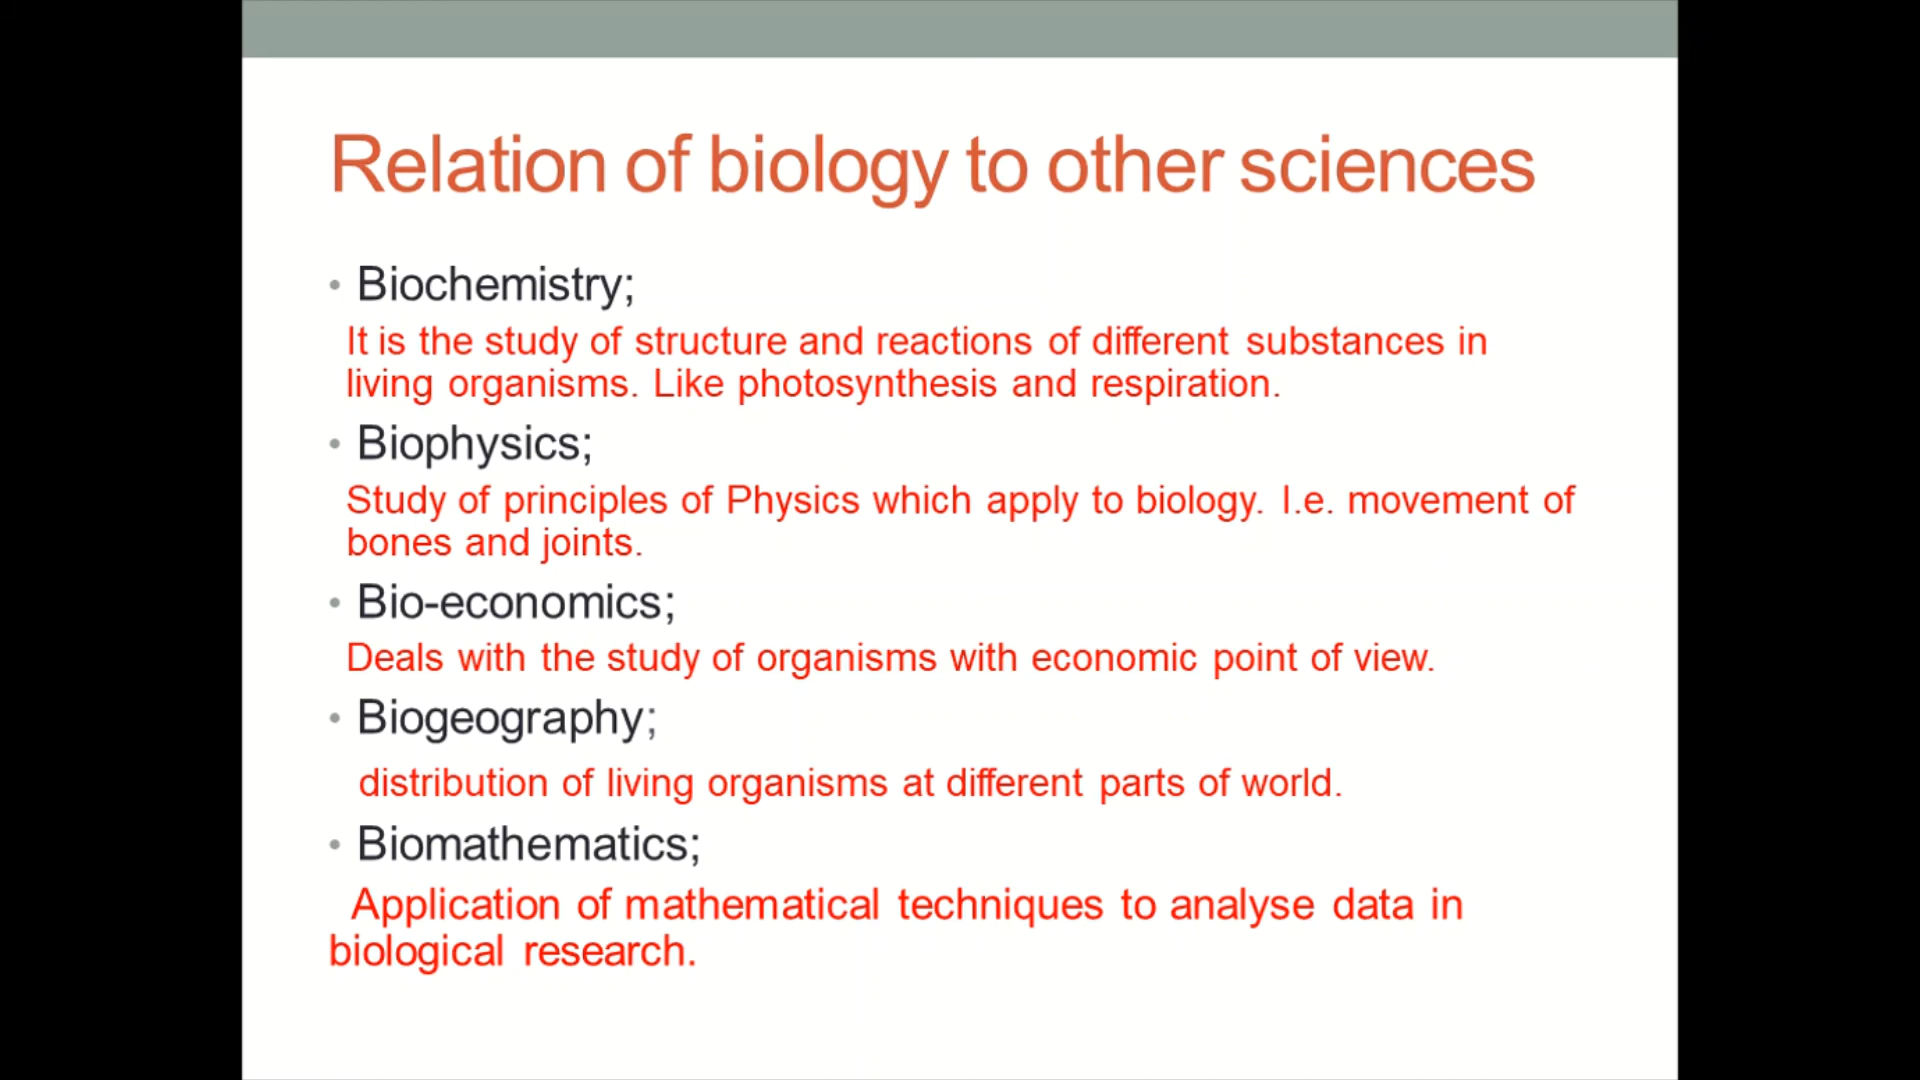 Relation of biology to other sciences
• Biochemistry;
It is the study of structure and reactions of different substances in
living organisms. Like photosynthesis and respiration.
• Biophysics;
Study of principles of Physics which apply to biology. I.e. movement of
bones and joints.
• Bio-economics;
Deals with the study of organisms with economic point of view.
• Biogeography;
distribution of living organisms at different parts of world.
• Biomathematics;
Application of mathematical techniques to analyse data in
biological research.